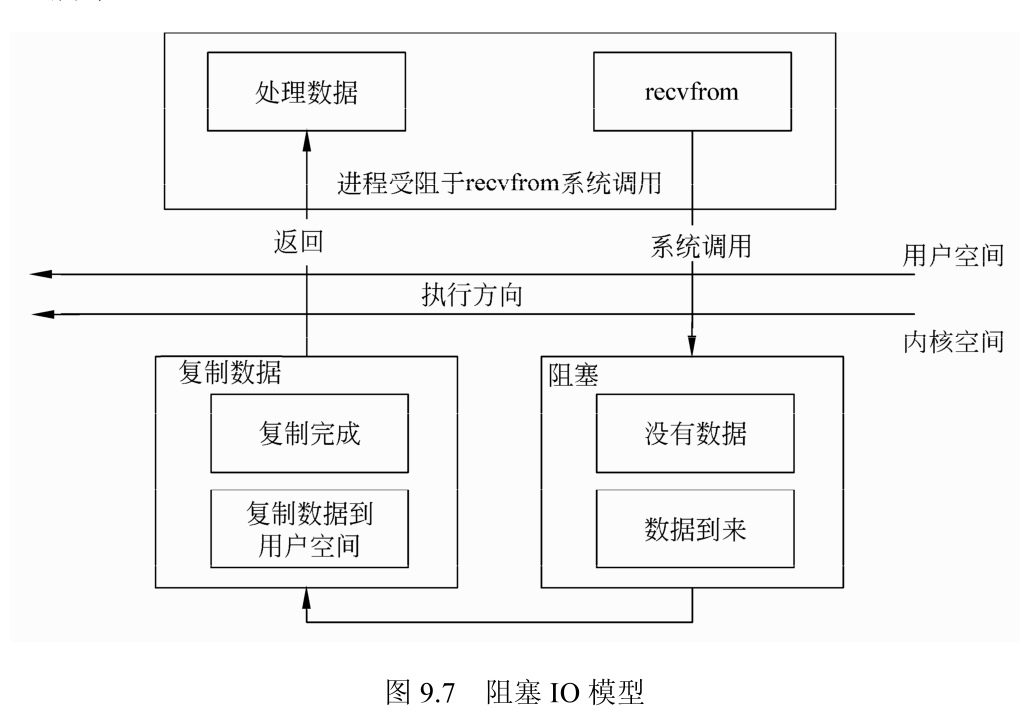 处理数据
recvfrom
进程受阻于recvfrom系统调用
返回
系统调用
用户空间
执行方向
内核空间
复制数据
阻塞
复制完成
没有数据
复制数据到
用户空间
数据到来
图 9.7 阻塞 IO 模型